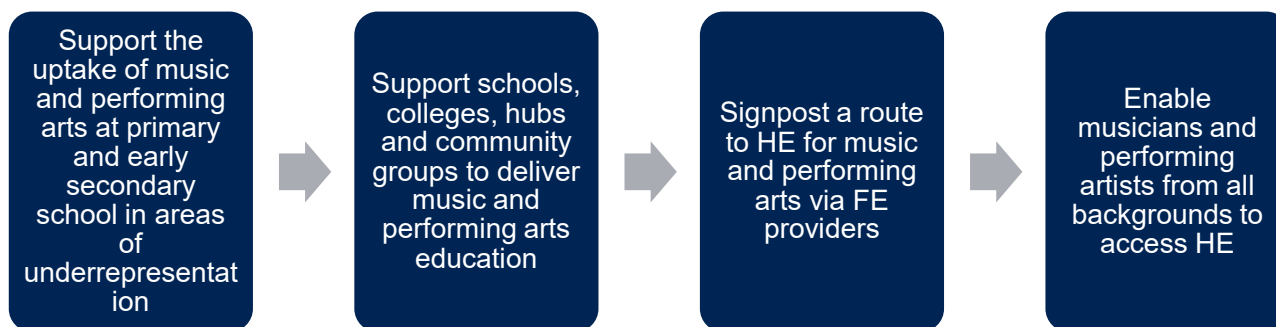 Support the
uptake of music
and performing
arts at primary
and early
secondary
school in areas
of
underrepresentat
ion
Support schools,
colleges, hubs
and community
groups to deliver
music and
performing arts
education
Signpost a route
to HE for music
and performing
arts via FE
providers
Enable
musicians and
performing
artists from all
backgrounds to
access HE